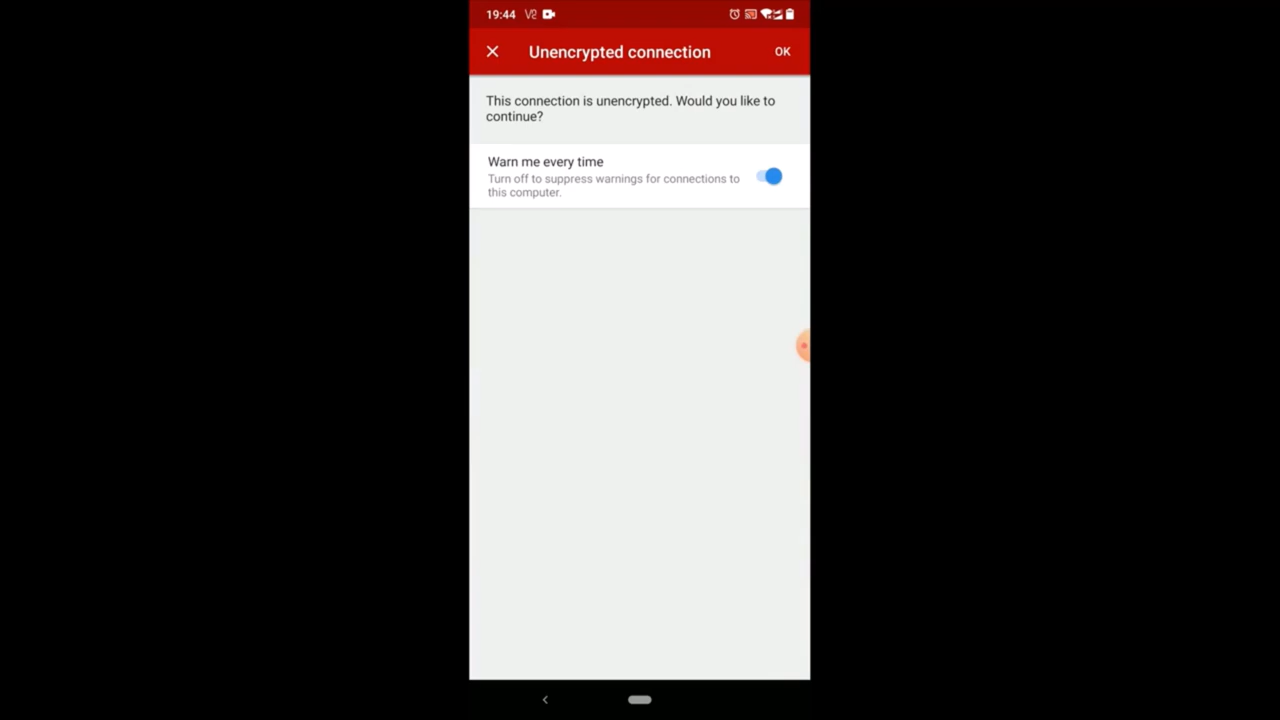 19:44
Unencrypted connection
OK
This connection is unencrypted. Would you like to
continue?
Warn me every time
Turn off to suppress warnings for connections to
this computer.